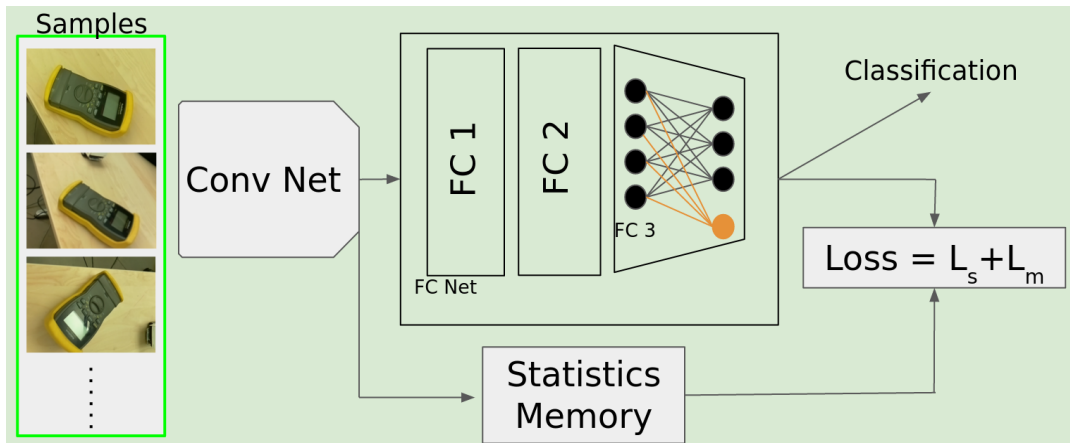 Samples
Conv Net
FC 1
FC 2
FC 3
FC Net
Classification
Loss = Ls+Lm
Statistics
Memory